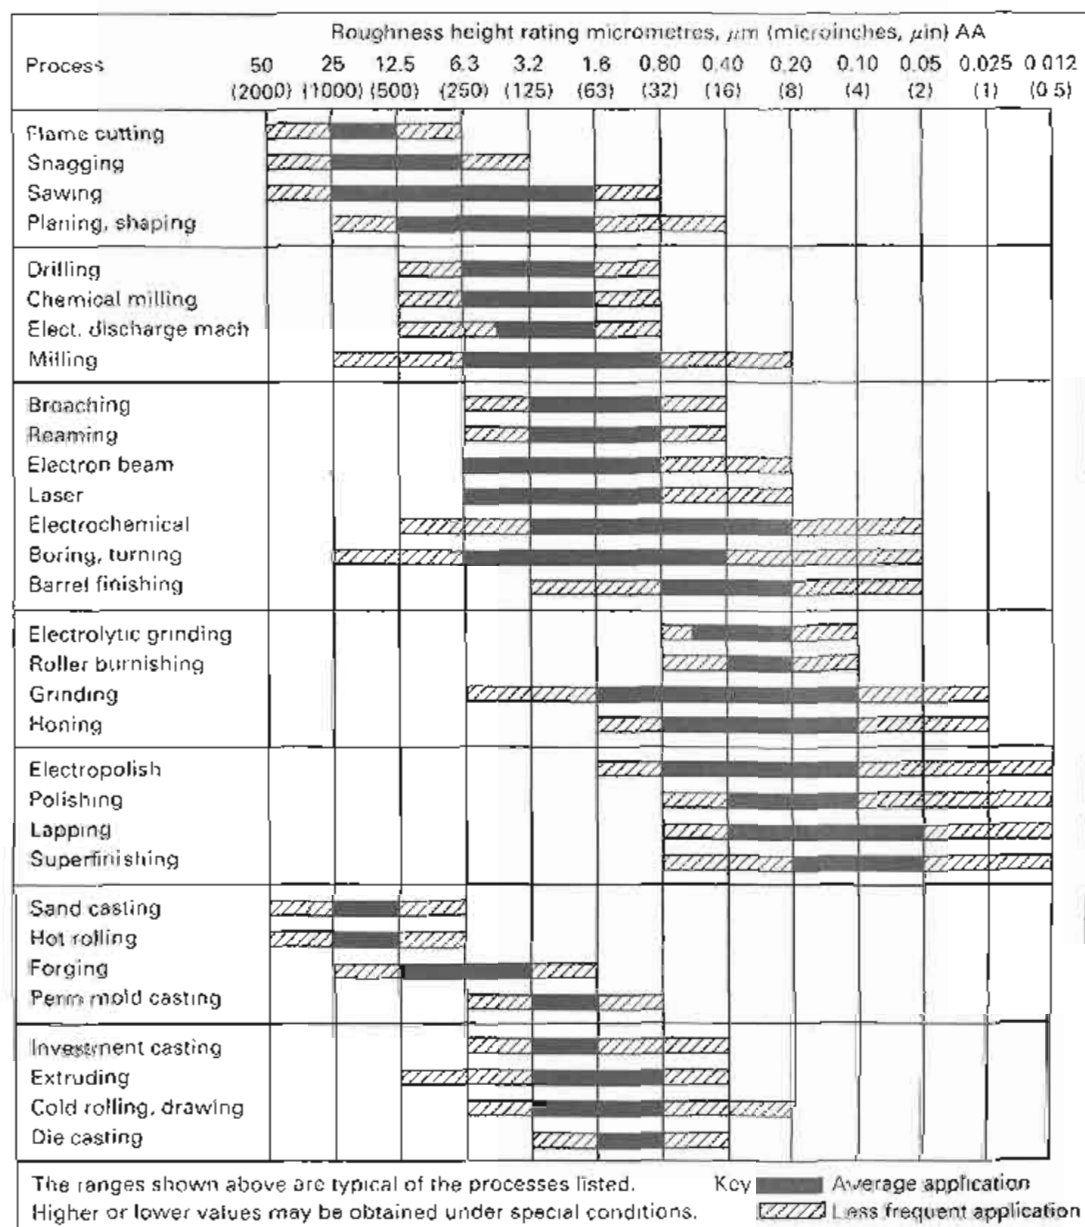 Roughness height rating micrometres, μm (microinches, μin) AA
Process 50 25 12.5 6.3 3.2 1.6 0.80 0.40 0.20 0.10 0.05 0.025 0.012
(2000) (1000) (500) (250) (125) (63) (32) (16) (8) (4) (2) (1) (0 5)
Flame cutting
Snagging
Sawing
Planing, shaping
Drilling
Chemical milling
Elect. discharge mach
Milling
Broaching
Reaming
Electron beam
Laser
Electrochemical
Boring, turning
Barrel finishing
Electrolytic grinding
Roller burnishing
Grinding
Honing
Electropolish
Polishing
Lapping
Superfinishing
Sand casting
Hot rolling
Forging
Perm mold casting
Investment casting
Extruding
Cold rolling, drawing
Die casting
The ranges shown above are typical of the processes listed. Key Average application
Higher or lower values may be obtained under special conditions. Less frequent application